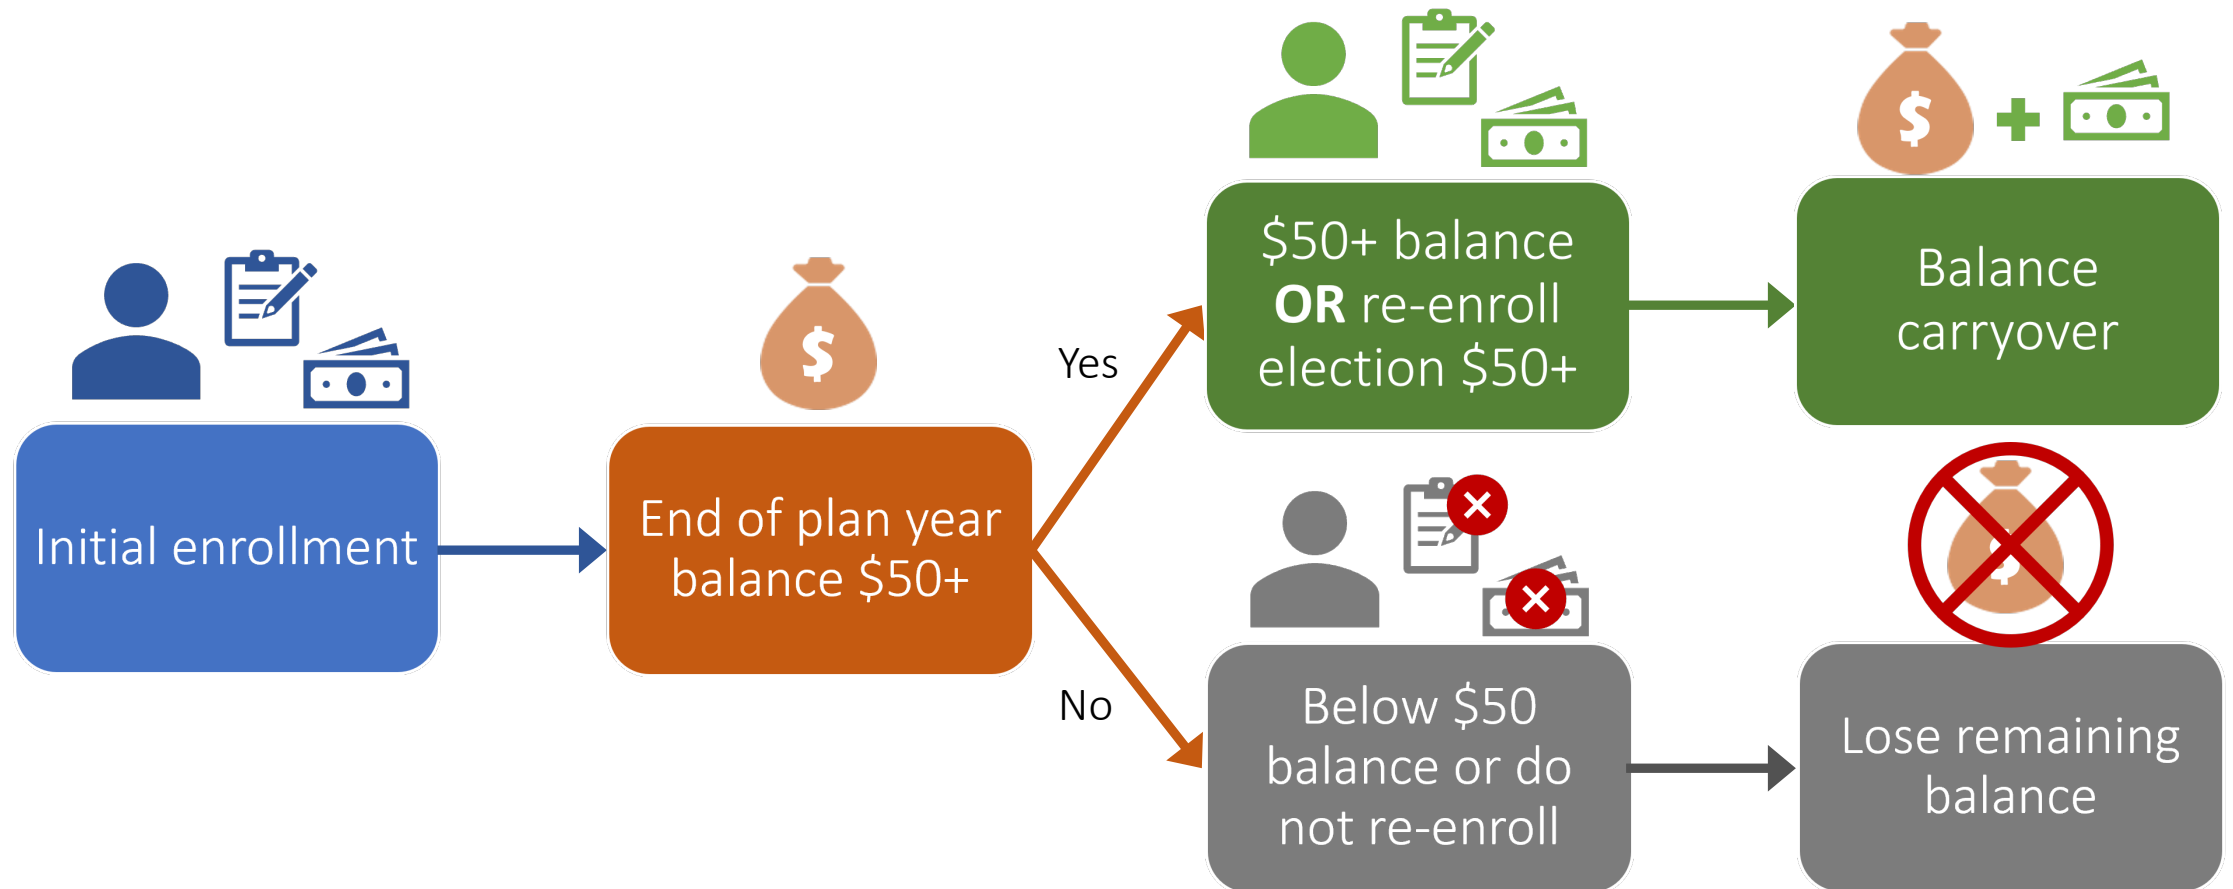 Initial enrollment
End of plan year
balance $50+
Yes
$50+ balance
OR re-enroll
election $50+
Balance
carryover
No
Below $50
balance or do
not re-enroll
Lose remaining
balance
$
$
$